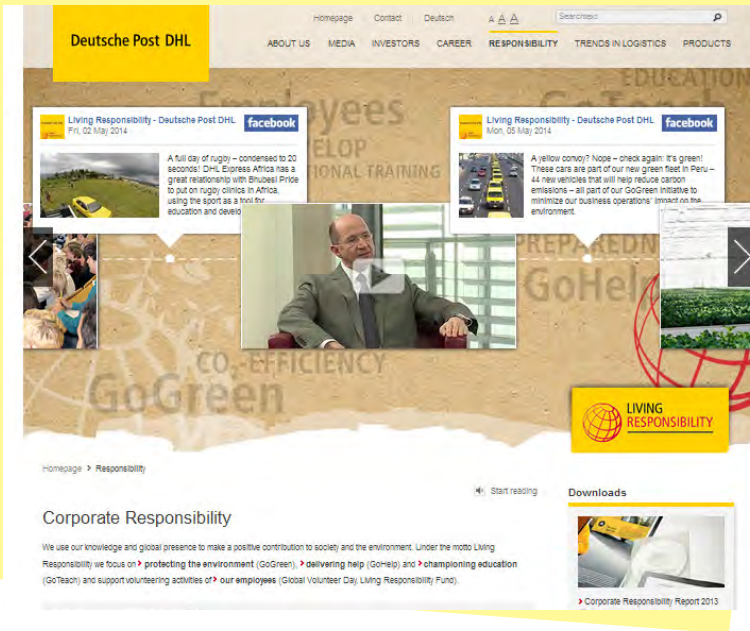 Homepage Contact Deutsch A A A Searchtext
Deutsche Post DHL
ABOUT US MEDIA INVESTORS CAREER RESPONSIBILITY TRENDS IN LOGISTICS PRODUCTS
EDUCATION
Employees
GoTeach
Living Responsibility - Deutsche Post DHL facebook
Fri, 02 May 2014
A full day of rugby – condensed to 20
seconds! DHL Express Africa has a
great relationship with Bhubesi Pride
to put on rugby clinics in Africa,
using the sport as a tool for
education and develo
ELOP
TIONAL TRAINING
Living Responsibility - Deutsche Post DHL facebook
Mon, 05 May 2014
A yellow convoy? Nope – check again: It's green!
These cars are part of our new green fleet in Peru –
44 new vehicles that will help reduce carbon
emissions – all part of our GoGreen initiative to
minimize our business operations' impact on the
environment.
PREPAREDN
GoHelp
CO2-EFFICIENCY
GoGreen
LIVING
RESPONSIBILITY
Homepage > Responsibility
Start reading
Corporate Responsibility
We use our knowledge and global presence to make a positive contribution to society and the environment. Under the motto Living
Responsibility we focus on > protecting the environment (GoGreen), > delivering help (GoHelp) and > championing education
(GoTeach) and support volunteering activities of > our employees (Global Volunteer Day, Living Responsibility Fund).
Downloads
> Corporate Responsibility Report 2013